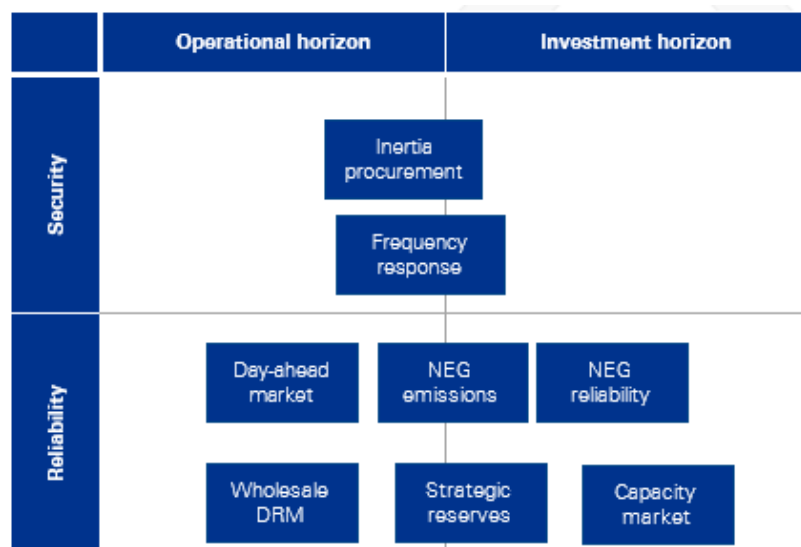 Operational horizon
Investment horizon
Security
Inertia
procurement
Frequency
response
Reliability
Day-ahead
market
NEG
emissions
NEG
reliability
Wholesale
DRM
Strategic
reserves
Capacity
market